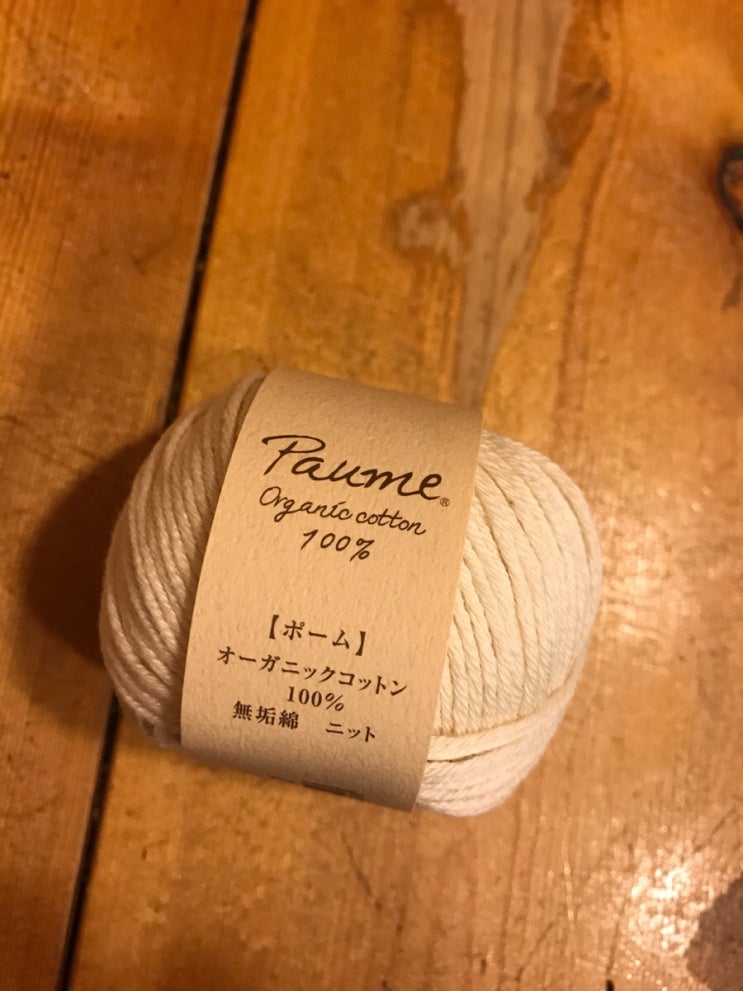 Paume®
Organic cotton
100%
【ポーム】
オーガニックコットン
100%
無垢綿 ニット